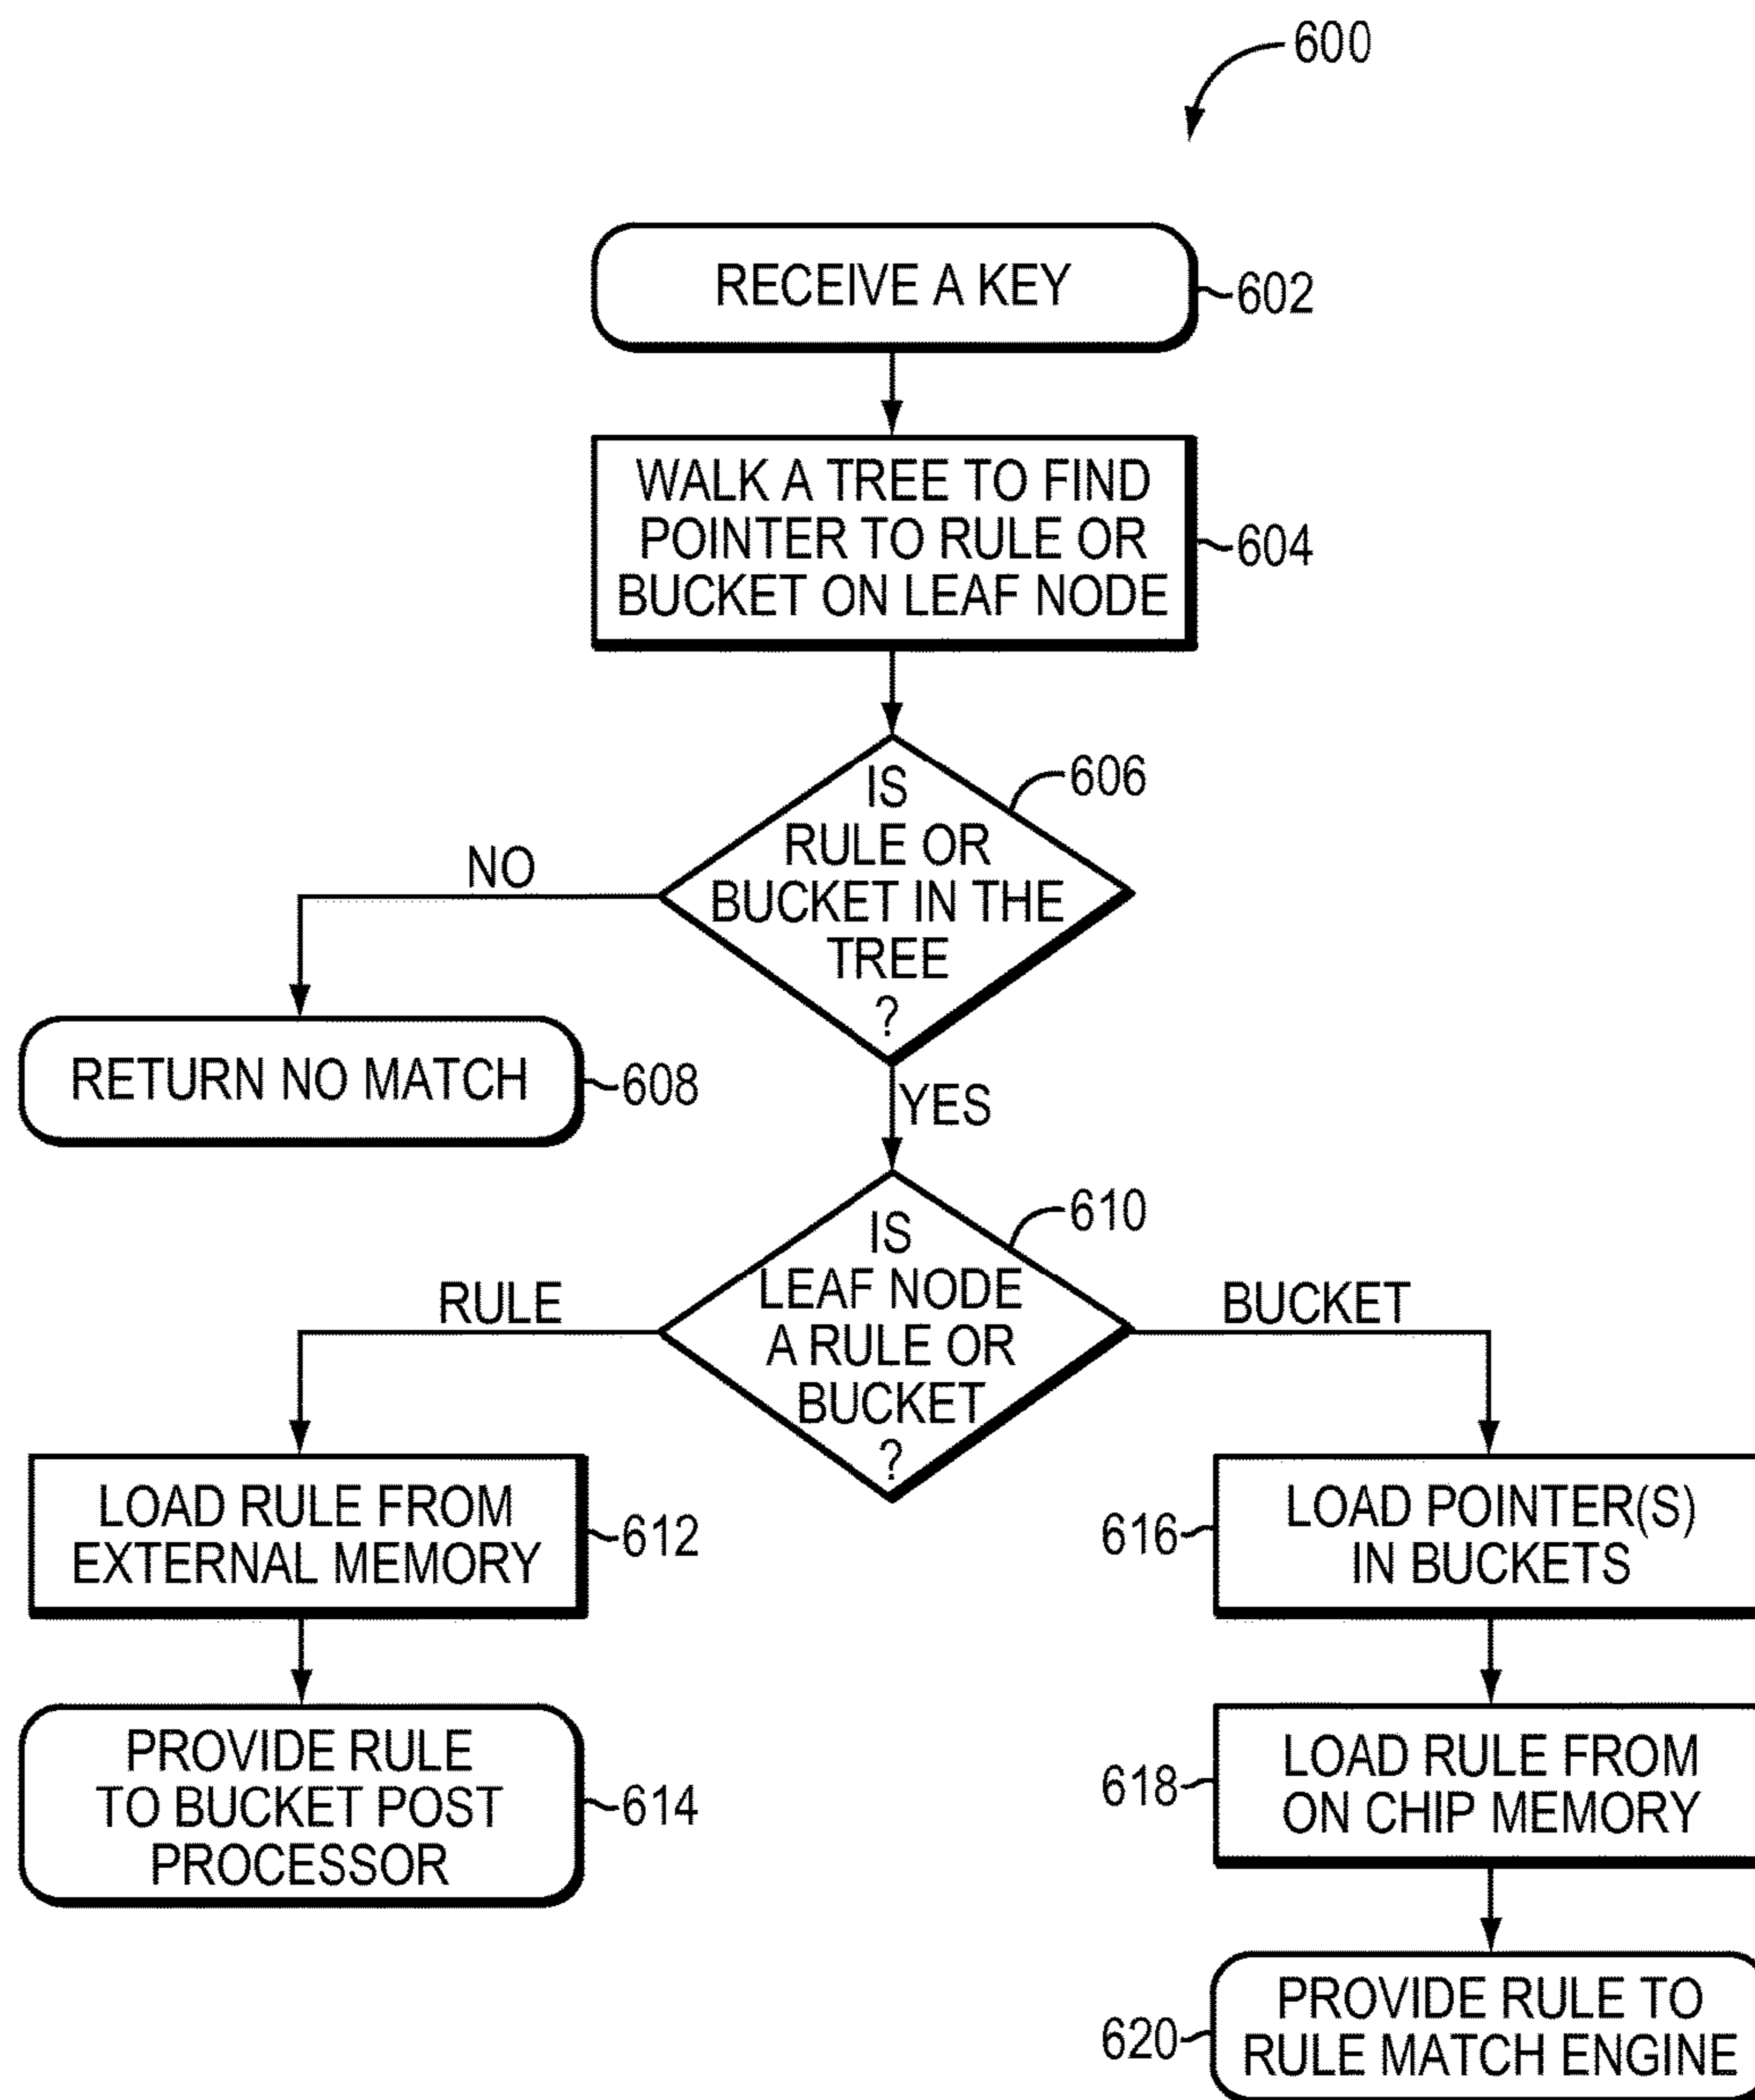 600
RECEIVE A KEY
602
WALK A TREE TO FIND
POINTER TO RULE OR
BUCKET ON LEAF NODE
604
IS
RULE OR
BUCKET IN THE
TREE
?
606
NO
RETURN NO MATCH
608
YES
IS
LEAF NODE
A RULE OR
BUCKET
?
610
RULE
BUCKET
LOAD RULE FROM
EXTERNAL MEMORY
612
PROVIDE RULE
TO BUCKET POST
PROCESSOR
614
616
LOAD POINTER(S)
IN BUCKETS
618
LOAD RULE FROM
ON CHIP MEMORY
620
PROVIDE RULE TO
RULE MATCH ENGINE